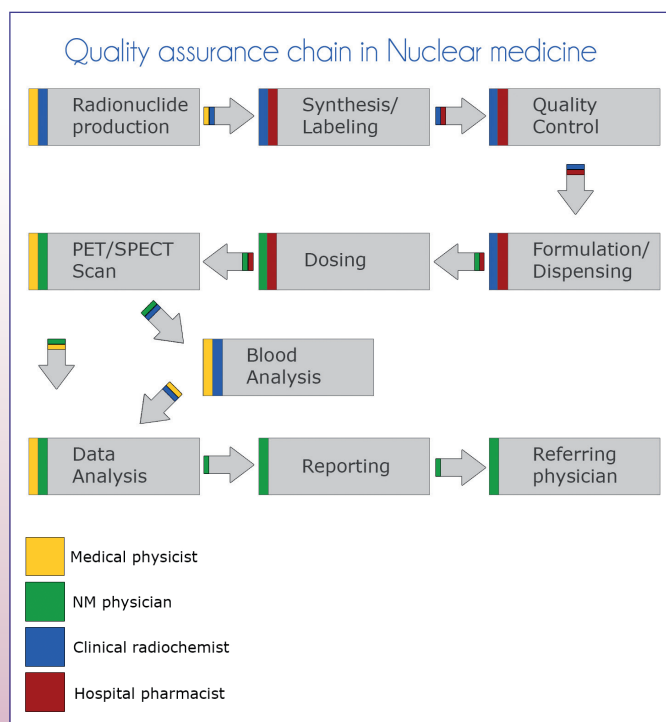 Quality assurance chain in Nuclear medicine
Radionuclide
production
Synthesis/
Labeling
Quality
Control
PET/SPECT
Scan
Dosing
Formulation/
Dispensing
Blood
Analysis
Data
Analysis
Reporting
Referring
physician
Medical physicist
NM physician
Clinical radiochemist
Hospital pharmacist